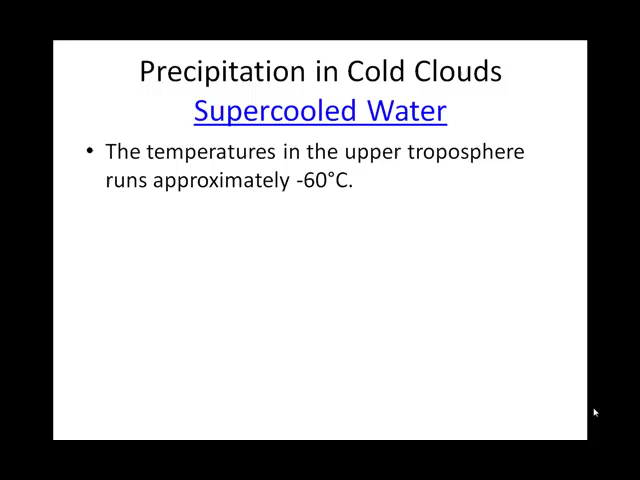 Precipitation in Cold Clouds
Supercooled Water
• The temperatures in the upper troposphere
runs approximately -60°C.